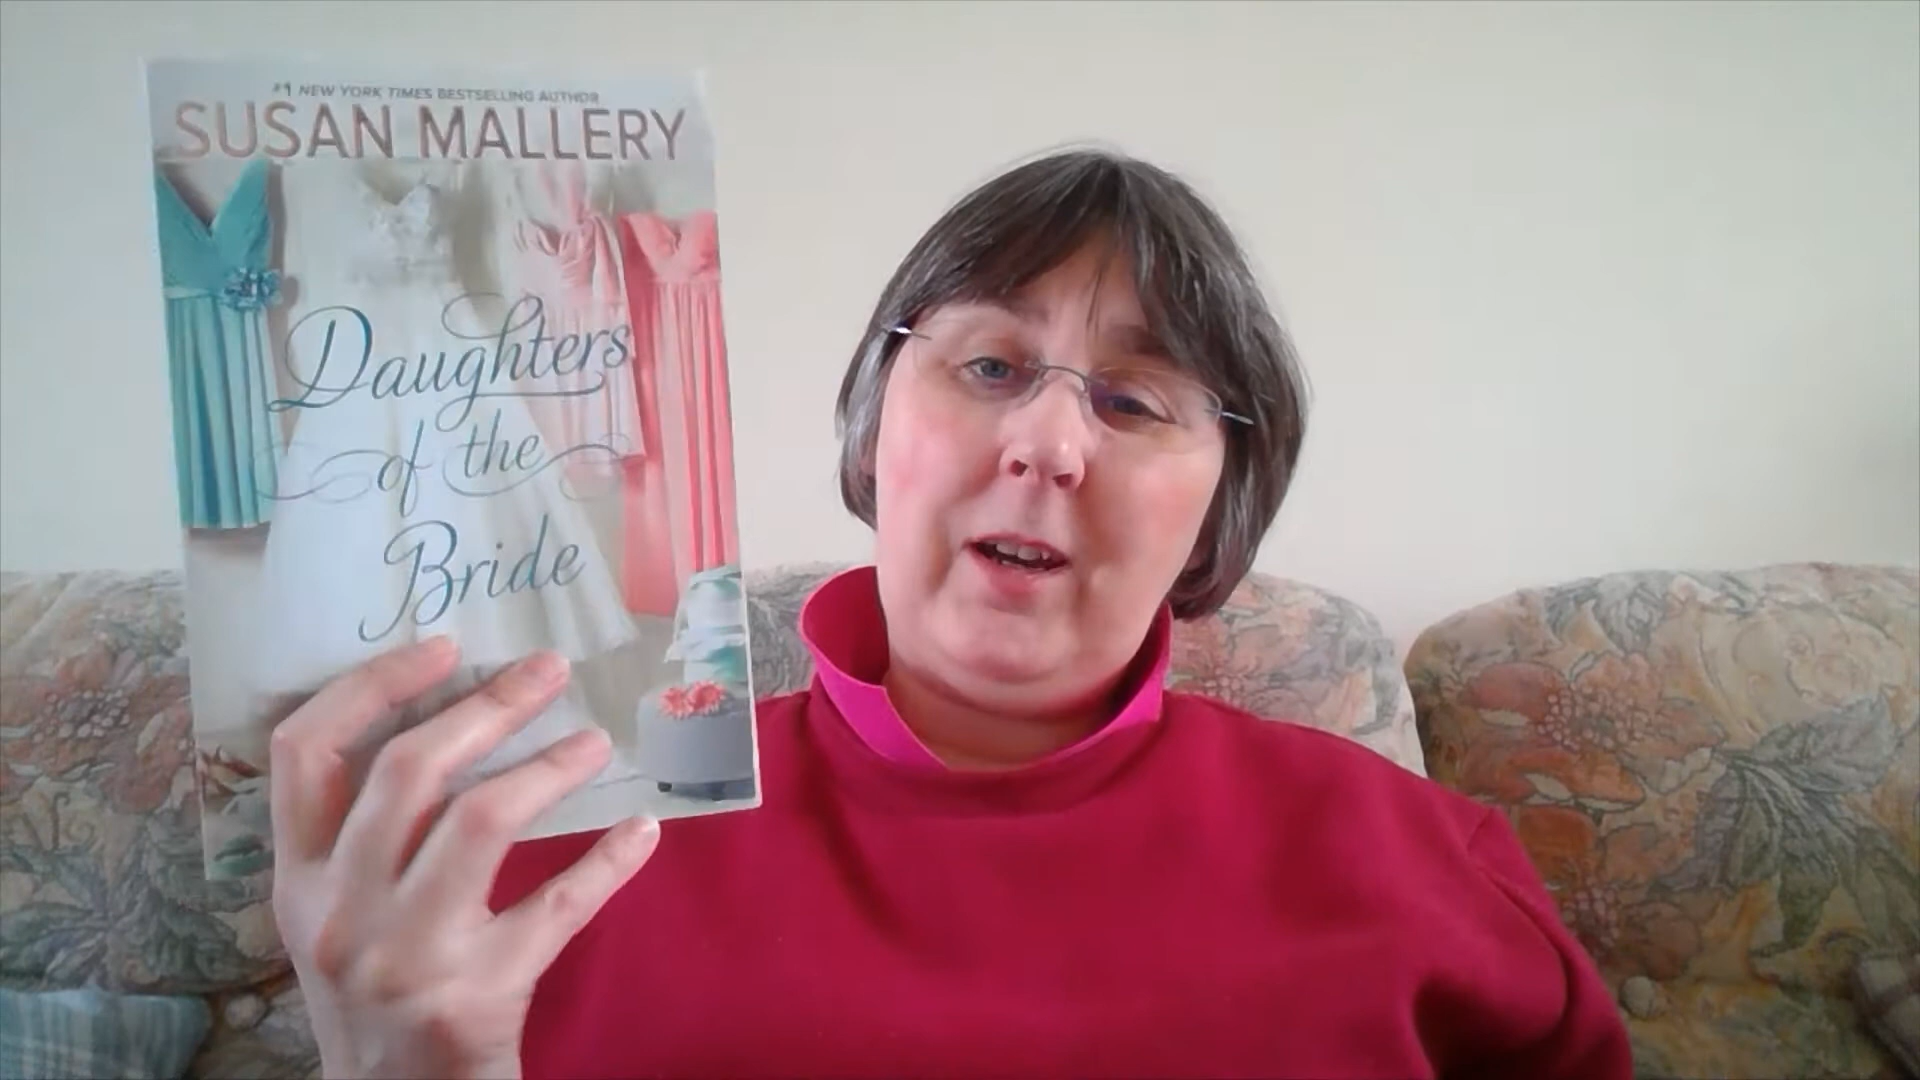 #1 NEW YORK TIMES BESTSELLING AUTHOR
SUSAN MALLERY
Daughters
of the
Bride